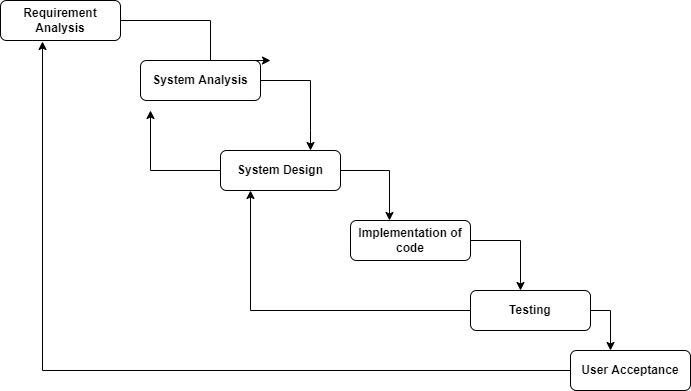 Requirement
Analysis
System Analysis
System Design
Implementation of
code
Testing
User Acceptance